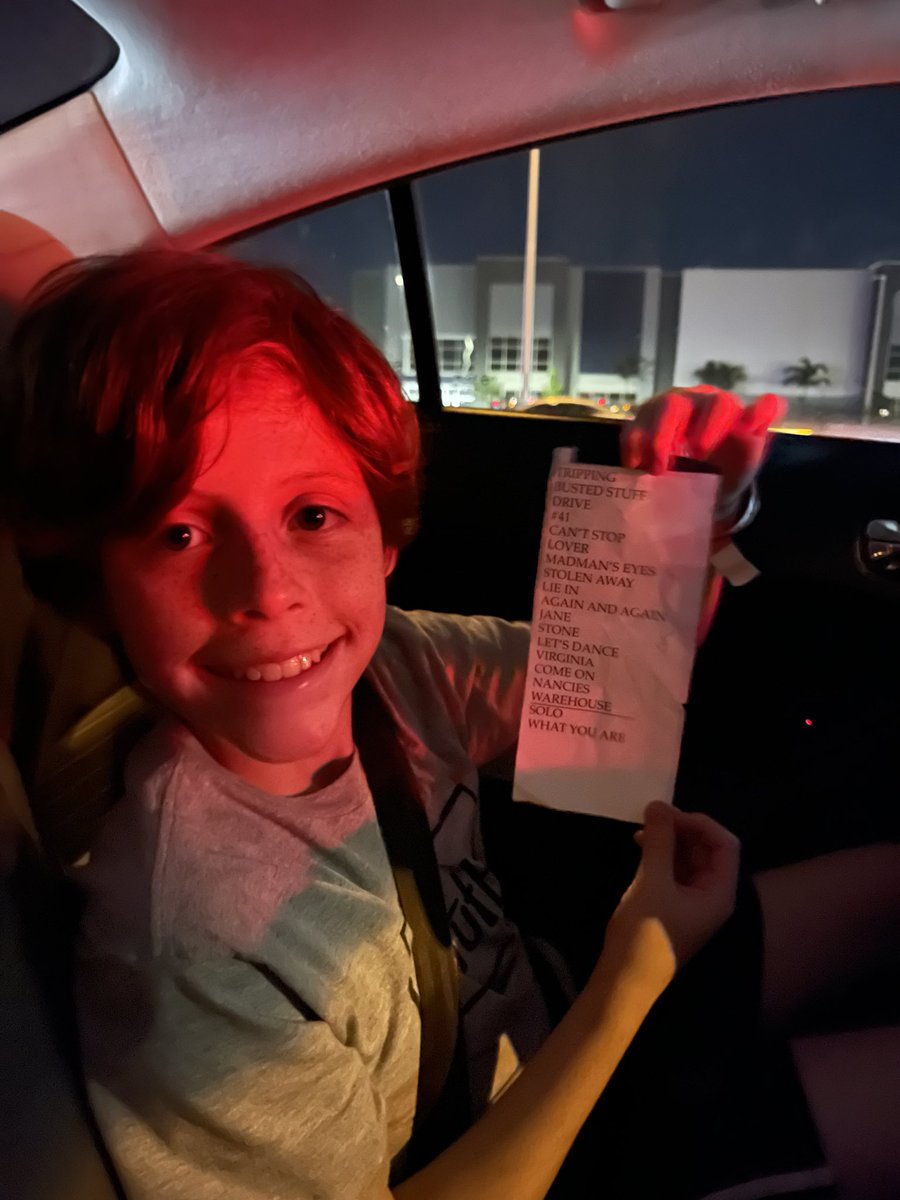 TRIPPING
BUSTED STUFF
DRIVE
#41
CAN'T STOP
LOVER
MADMAN'S EYES
STOLEN AWAY
LIE IN
AGAIN AND AGAIN
JANE
STONE
LET'S DANCE
VIRGINIA
COME ON
NANCIES
WAREHOUSE
SOLO
WHAT YOU ARE